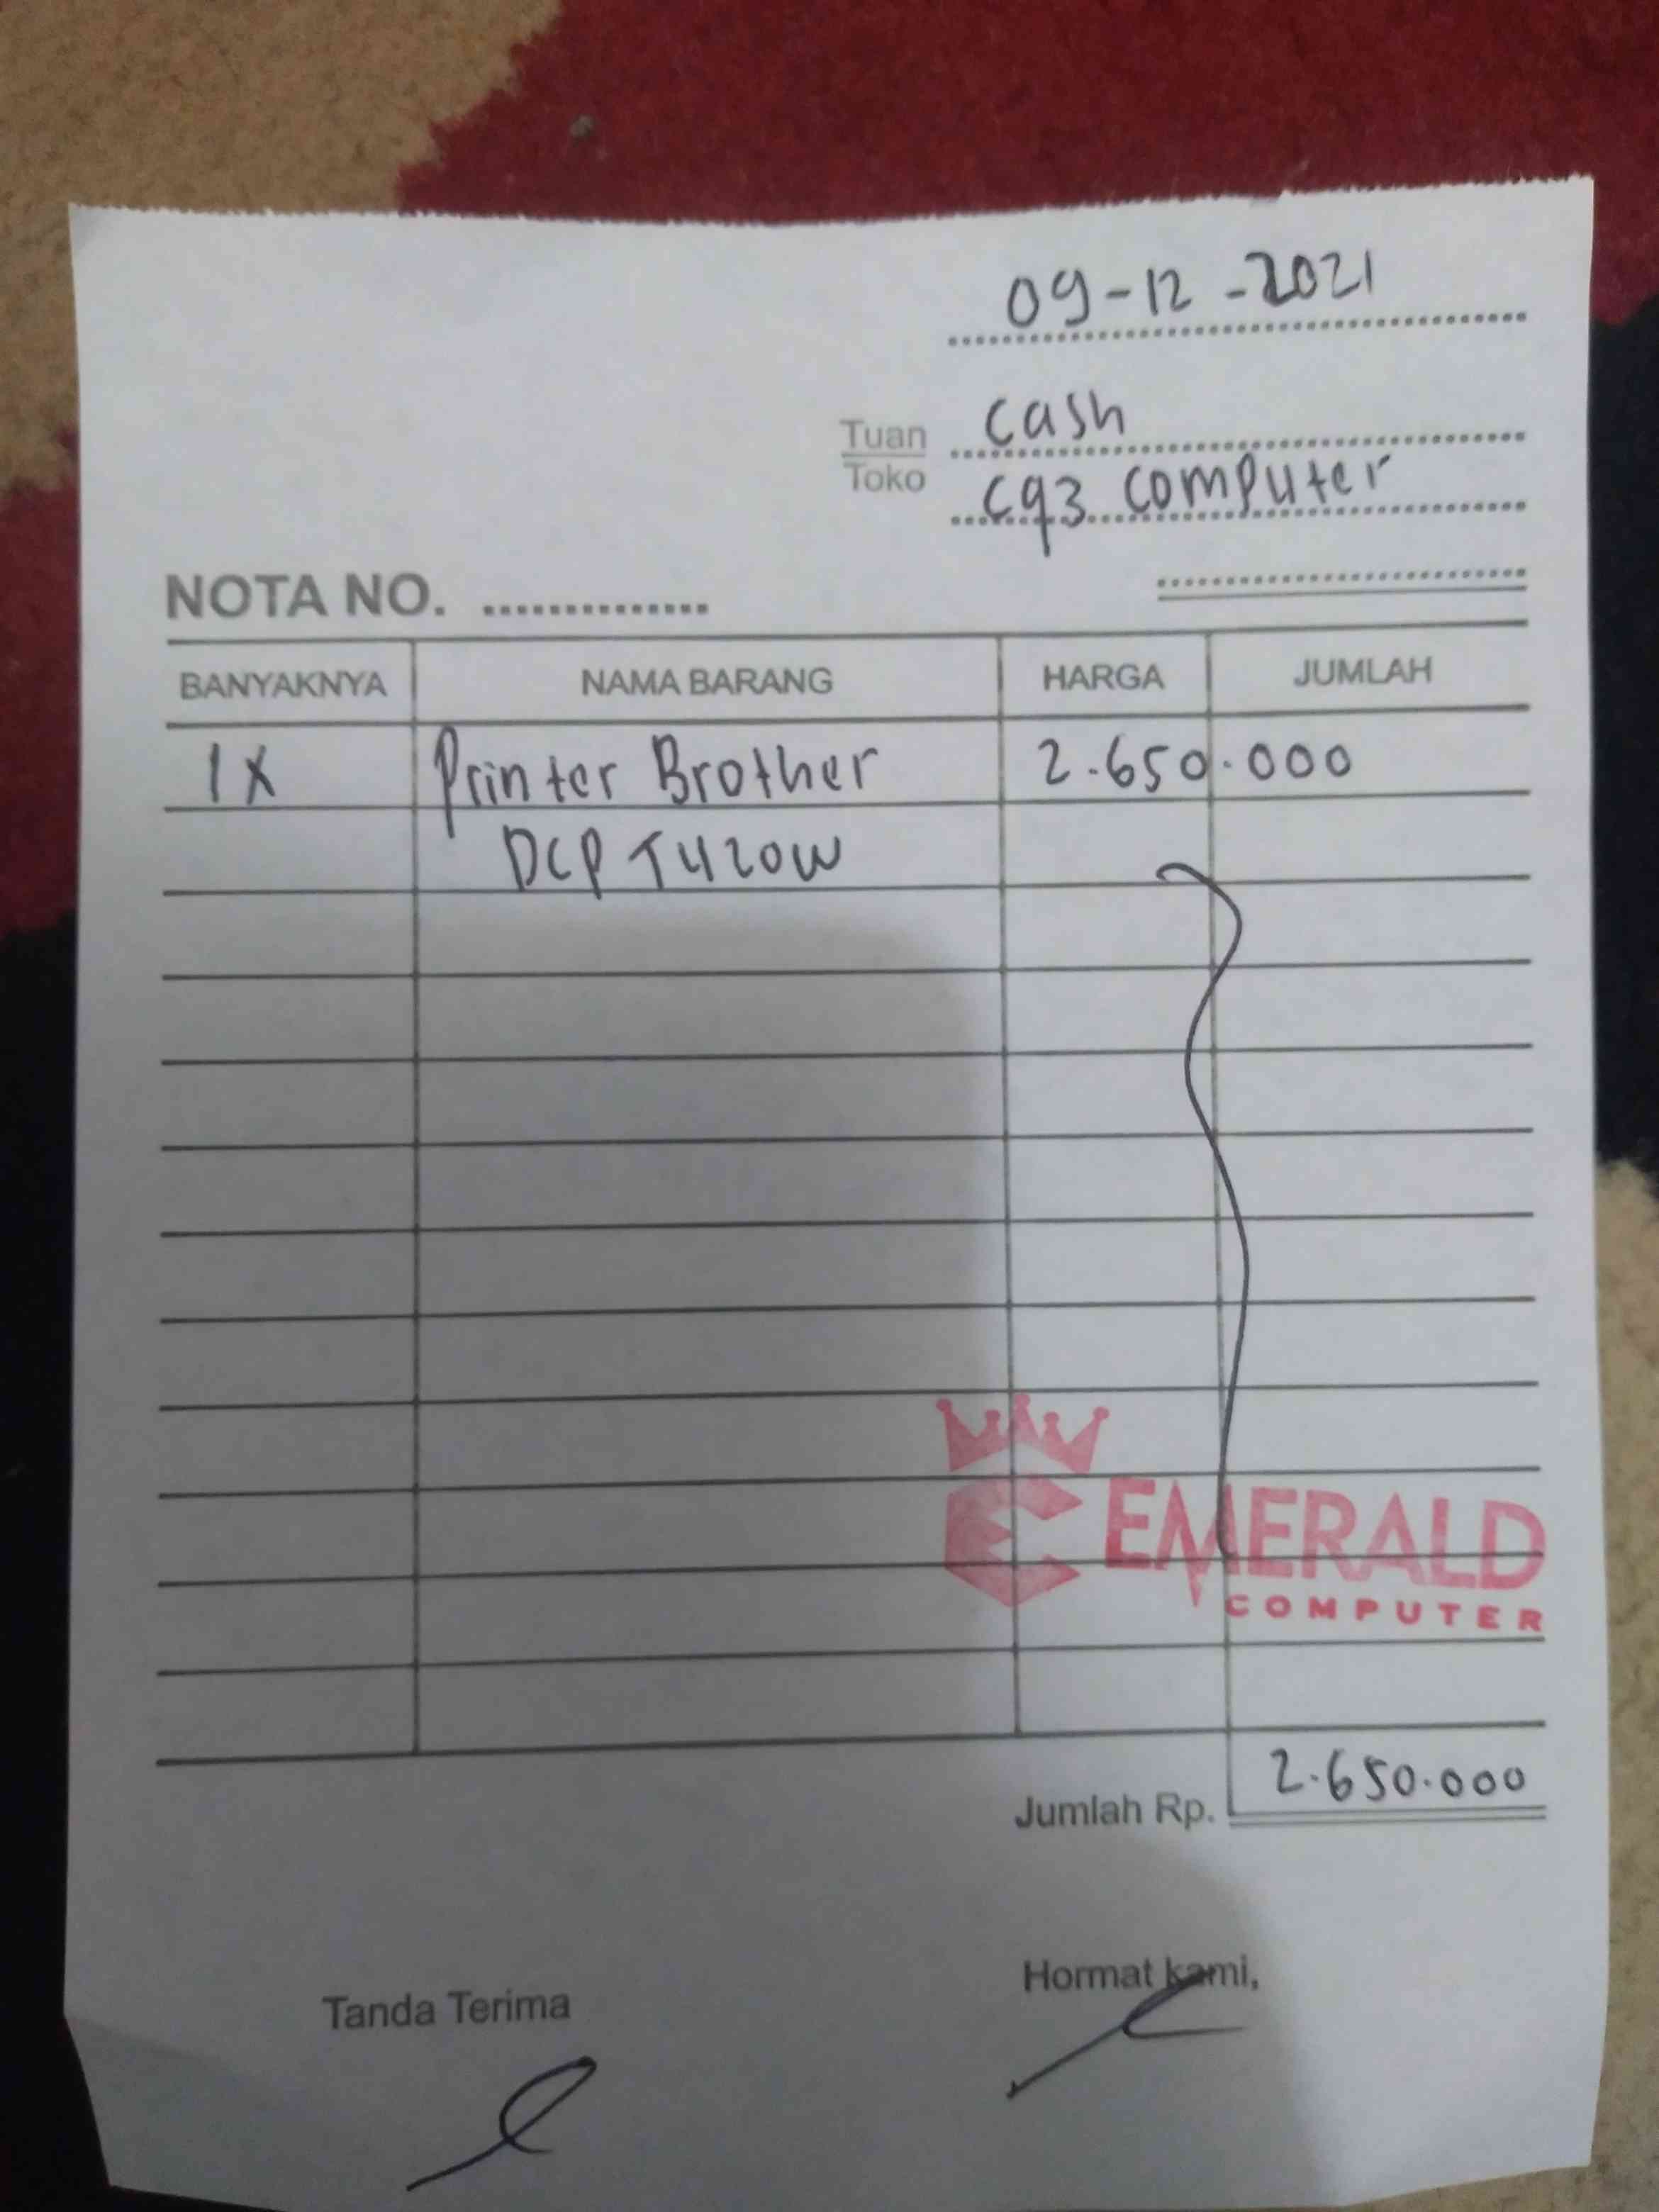 09-12-2021
Tuan cash
Toko cq3 computer
NOTA NO. ..............
BANYAKNYA NAMA BARANG HARGA JUMLAH
1 X Printer Brother 2.650.000
DCP T420W
EMERALD
COMPUTER
Jumlah Rp. 2.650.000
Tanda Terima Hormat kami,